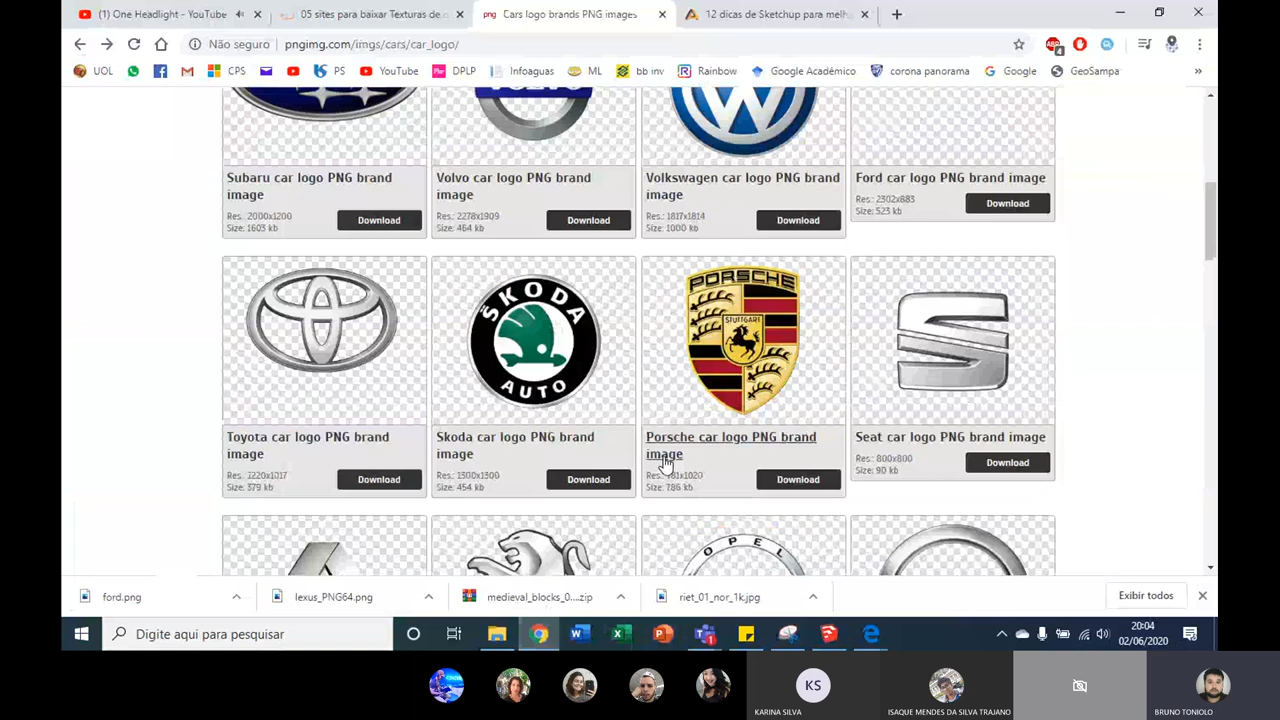 (1) One Headlight - YouTube
05 sites para baixar Texturas de
png Cars logo brands PNG images
12 dicas de Sketchup para melh
Não seguro
pngimg.com/imgs/cars/car_logo/
4
UOL
CPS
PS
YouTube
DPLP
Infoaguas
ML
bb inv
Rainbow
Google Acadêmico
corona panorama
Google
GeoSampa
»
VOLVO
W
Subaru car logo PNG brand
image
Res.: 2000x1200
Size: 1603 kb
Download
Volvo car logo PNG brand
image
Res.: 2278x1909
Size: 464 kb
Download
Volkswagen car logo PNG brand
image
Res.: 1817x1814
Size: 1000 kb
Download
Ford car logo PNG brand image
Res.: 2302x883
Size: 523 kb
Download
ŠKODA
AUTO
PORSCHE
STUTTGART
S
Toyota car logo PNG brand
image
Res.: 2220x1017
Size: 379 kb
Download
Skoda car logo PNG brand
image
Res.: 1300x1300
Size: 454 kb
Download
Porsche car logo PNG brand
image
Size: 786 kb
Download
Seat car logo PNG brand image
Res.: 800x800
Size: 90 kb
Download
OPEL
ford.png
lexus_PNG64.png
medieval_blocks_0....zip
riet_01_nor_1k.jpg
Exibir todos
Digite aqui para pesquisar
20:04
02/06/2020
KS
KARINA SILVA
ISAQUE MENDES DA SILVA TRAJANO
BRUNO TONIOLO